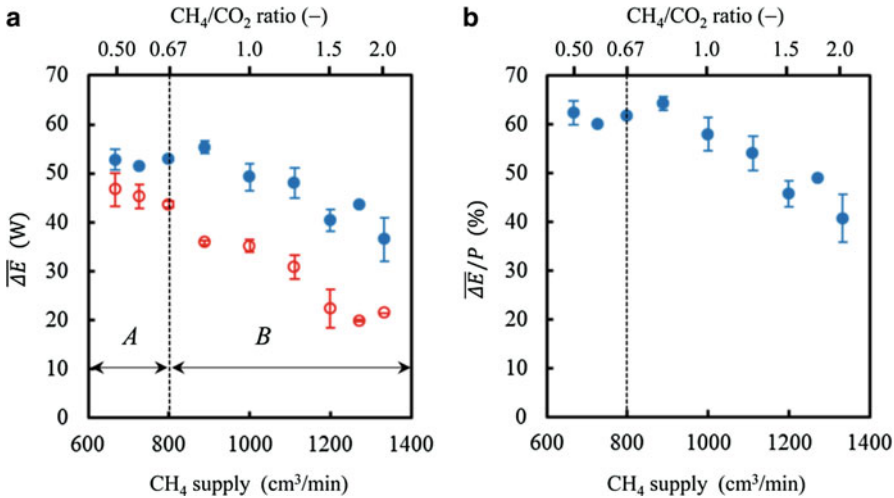 a
CH₄/CO₂ ratio (−)
0.50 0.67 1.0 1.5 2.0
70
60
50
40
30
20
10
0
ΔE̅ (W)
A B
600 800 1000 1200 1400
CH₄ supply (cm³/min)
b
CH₄/CO₂ ratio (−)
0.50 0.67 1.0 1.5 2.0
70
60
50
40
30
20
10
0
ΔE̅/P (%)
600 800 1000 1200 1400
CH₄ supply (cm³/min)